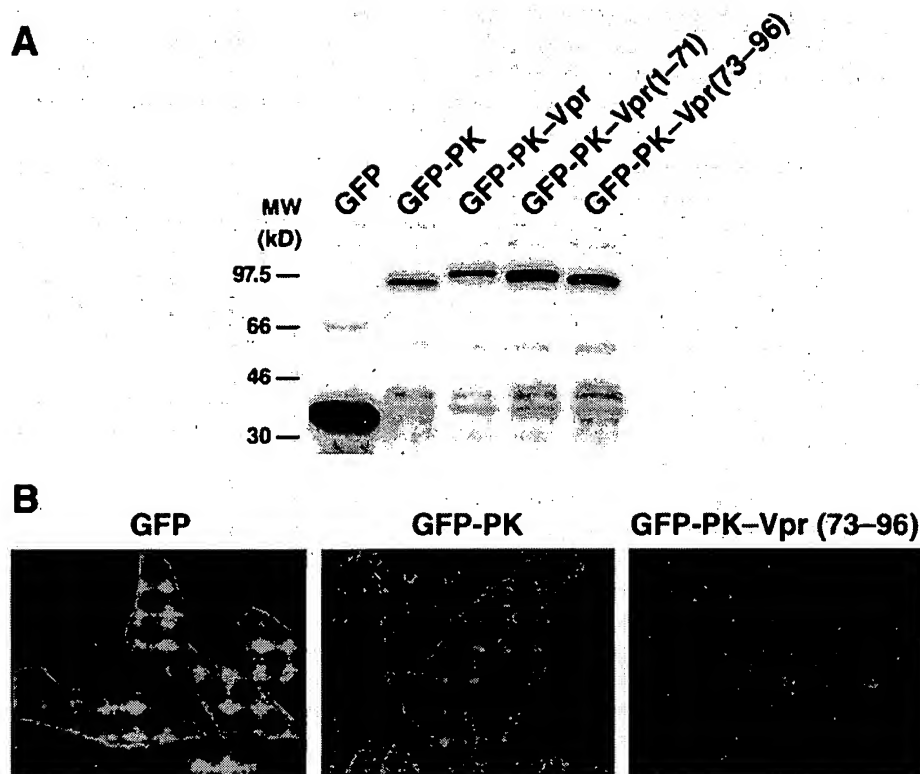 A
GFP
GFP-PK
GFP-PK–Vpr
GFP-PK–Vpr(1–71)
GFP-PK–Vpr(73–96)
MW
(kD)
97.5
66
46
30
B
GFP
GFP-PK
GFP-PK–Vpr (73–96)